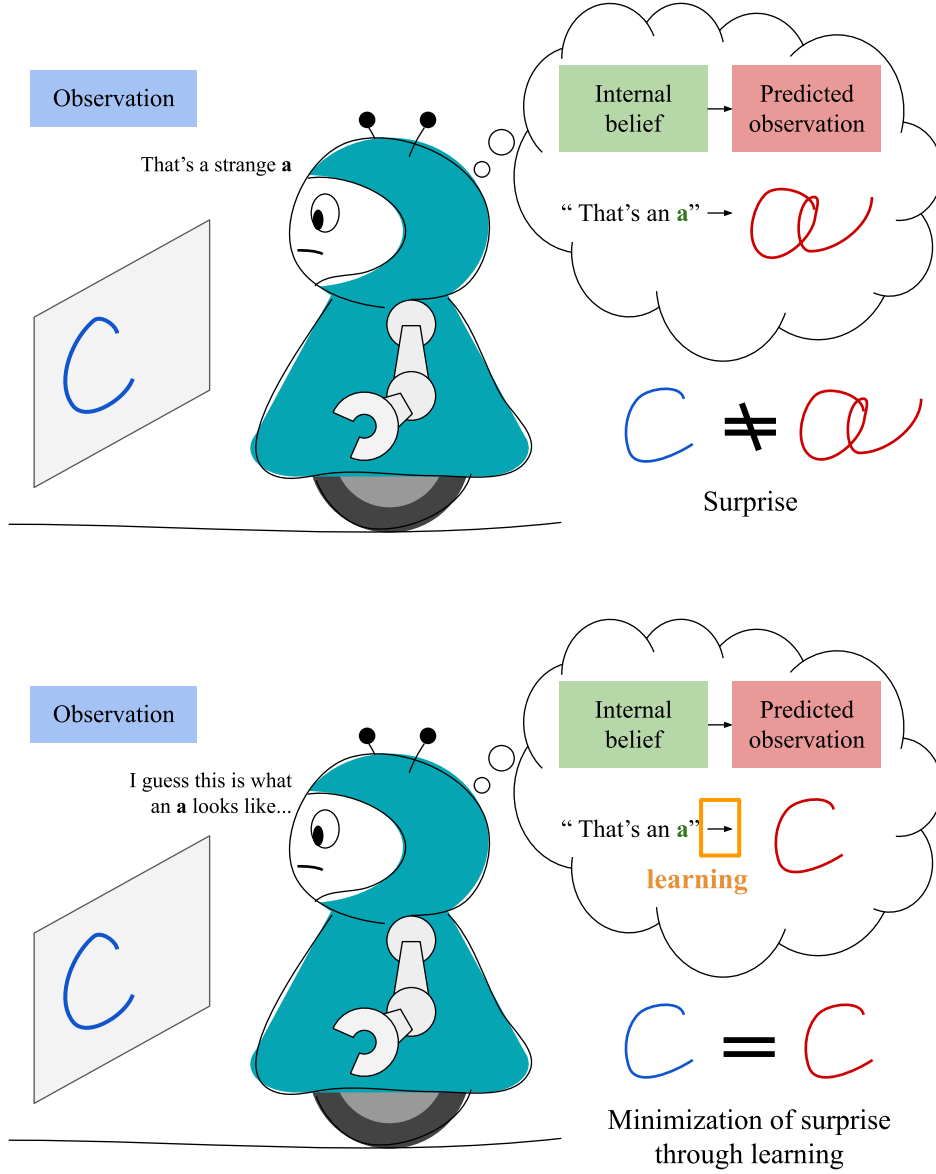 Observation
Internal
belief
Predicted
observation
That's a strange a
“ That's an a”
a
C
C
a
Surprise
Observation
Internal
belief
Predicted
observation
I guess this is what
an a looks like...
“ That's an a”
C
learning
C
C
C
Minimization of surprise
through learning